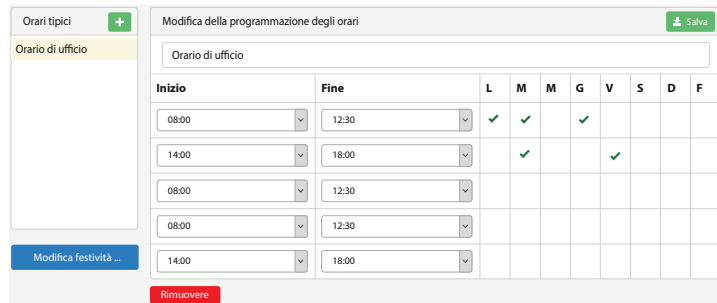 Orari tipici
+
Modifica della programmazione degli orari
Salva
Orario di ufficio
Orario di ufficio
Inizio Fine L M M G V S D F
08:00 12:30
14:00 18:00
08:00 12:30
08:00 12:30
14:00 18:00
Modifica festività ...
Rimuovere